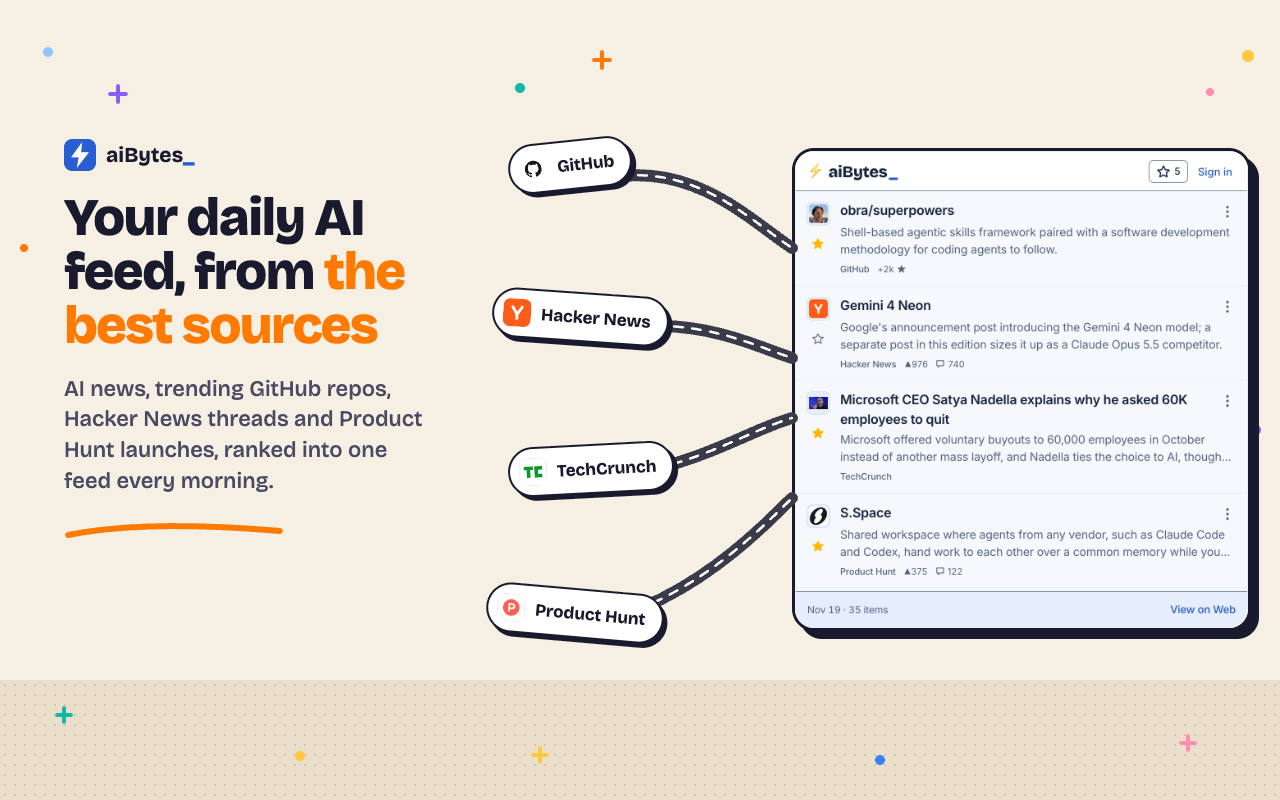 aiBytes_
Your daily AI
feed, from the
best sources
AI news, trending GitHub repos,
Hacker News threads and Product
Hunt launches, ranked into one
feed every morning.
GitHub
Hacker News
TechCrunch
Product Hunt
aiBytes_
5 Sign in
obra/superpowers
Shell-based agentic skills framework paired with a software development
methodology for coding agents to follow.
GitHub +2k ★
Gemini 4 Neon
Google's announcement post introducing the Gemini 4 Neon model; a
separate post in this edition sizes it up as a Claude Opus 5.5 competitor.
Hacker News ▲976 740
Microsoft CEO Satya Nadella explains why he asked 60K
employees to quit
Microsoft offered voluntary buyouts to 60,000 employees in October
instead of another mass layoff, and Nadella ties the choice to AI, though...
TechCrunch
S.Space
Shared workspace where agents from any vendor, such as Claude Code
and Codex, hand work to each other over a common memory while you...
Product Hunt ▲375 122
Nov 19 · 35 items
View on Web